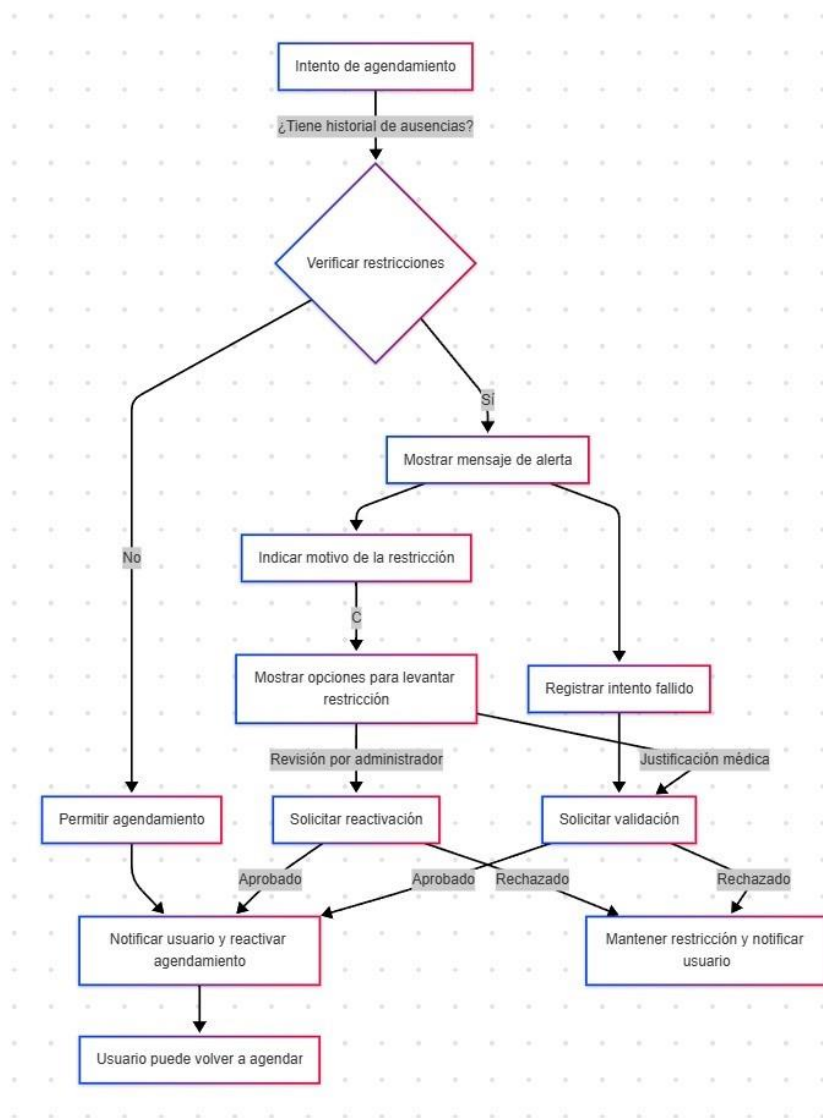 Intento de agendamiento
¿Tiene historial de ausencias?
Verificar restricciones
Sí
Mostrar mensaje de alerta
No
Indicar motivo de la restricción
C
Mostrar opciones para levantar
restricción
Registrar intento fallido
Revisión por administrador
Justificación médica
Permitir agendamiento
Solicitar reactivación
Solicitar validación
Aprobado
Aprobado
Rechazado
Rechazado
Notificar usuario y reactivar
agendamiento
Mantener restricción y notificar
usuario
Usuario puede volver a agendar